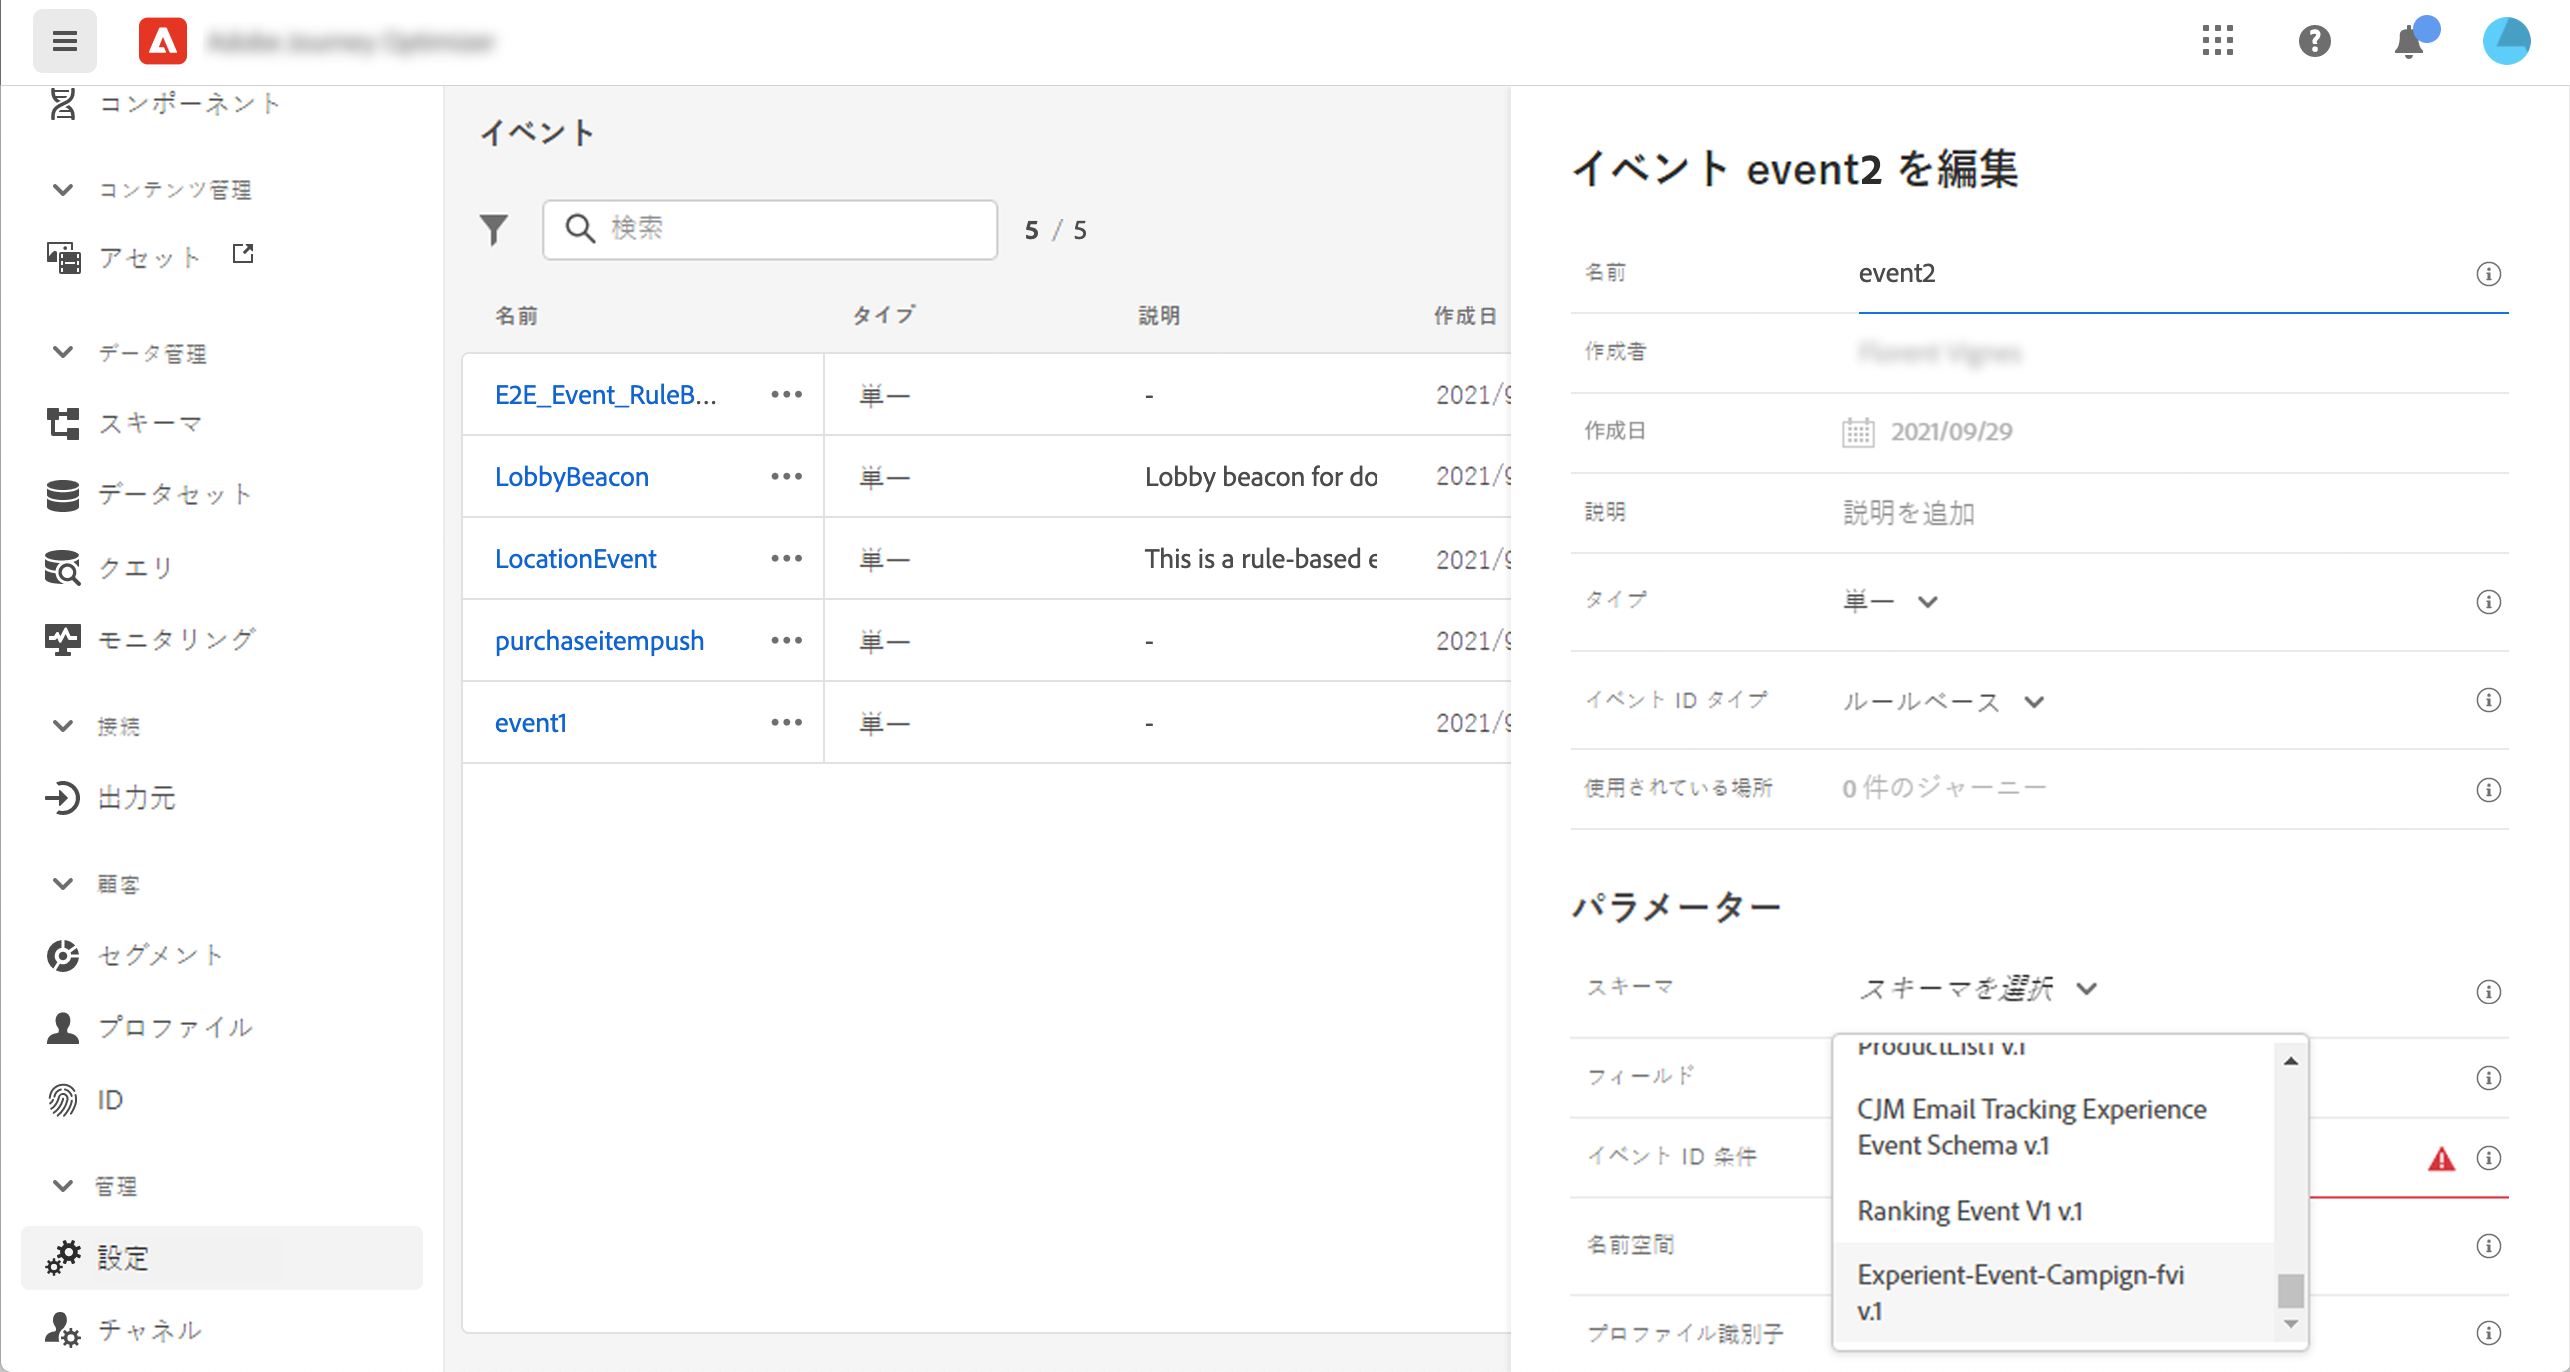 コンポーネント
コンテンツ管理
アセット
データ管理
スキーマ
データセット
クエリ
モニタリング
接続
出力元
顧客
セグメント
プロファイル
ID
管理
設定
チャネル
イベント
検索
5 / 5
名前 タイプ 説明 作成日
E2E_Event_RuleB... 単一 - 2021/9
LobbyBeacon 単一 Lobby beacon for do 2021/9
LocationEvent 単一 This is a rule-based e 2021/9
purchaseitempush 単一 - 2021/9
event1 単一 - 2021/9
イベント event2 を編集
名前 event2
作成者
作成日 2021/09/29
説明 説明を追加
タイプ 単一
イベント ID タイプ ルールベース
使用されている場所 0 件のジャーニー
パラメーター
スキーマ スキーマを選択
フィールド
イベント ID 条件
名前空間
プロファイル識別子
ProductList1 v.1
CJM Email Tracking Experience
Event Schema v.1
Ranking Event V1 v.1
Experient-Event-Campign-fvi
v.1